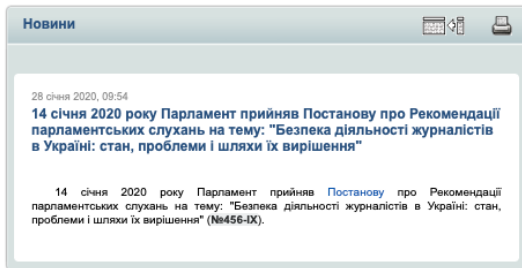 Новини
28 січня 2020, 09:54
14 січня 2020 року Парламент прийняв Постанову про Рекомендації
парламентських слухань на тему: "Безпека діяльності журналістів
в Україні: стан, проблеми і шляхи їх вирішення"
14 січня 2020 року Парламент прийняв Постанову про Рекомендації
парламентських слухань на тему: "Безпека діяльності журналістів в Україні: стан,
проблеми і шляхи їх вирішення" (№456-IX).